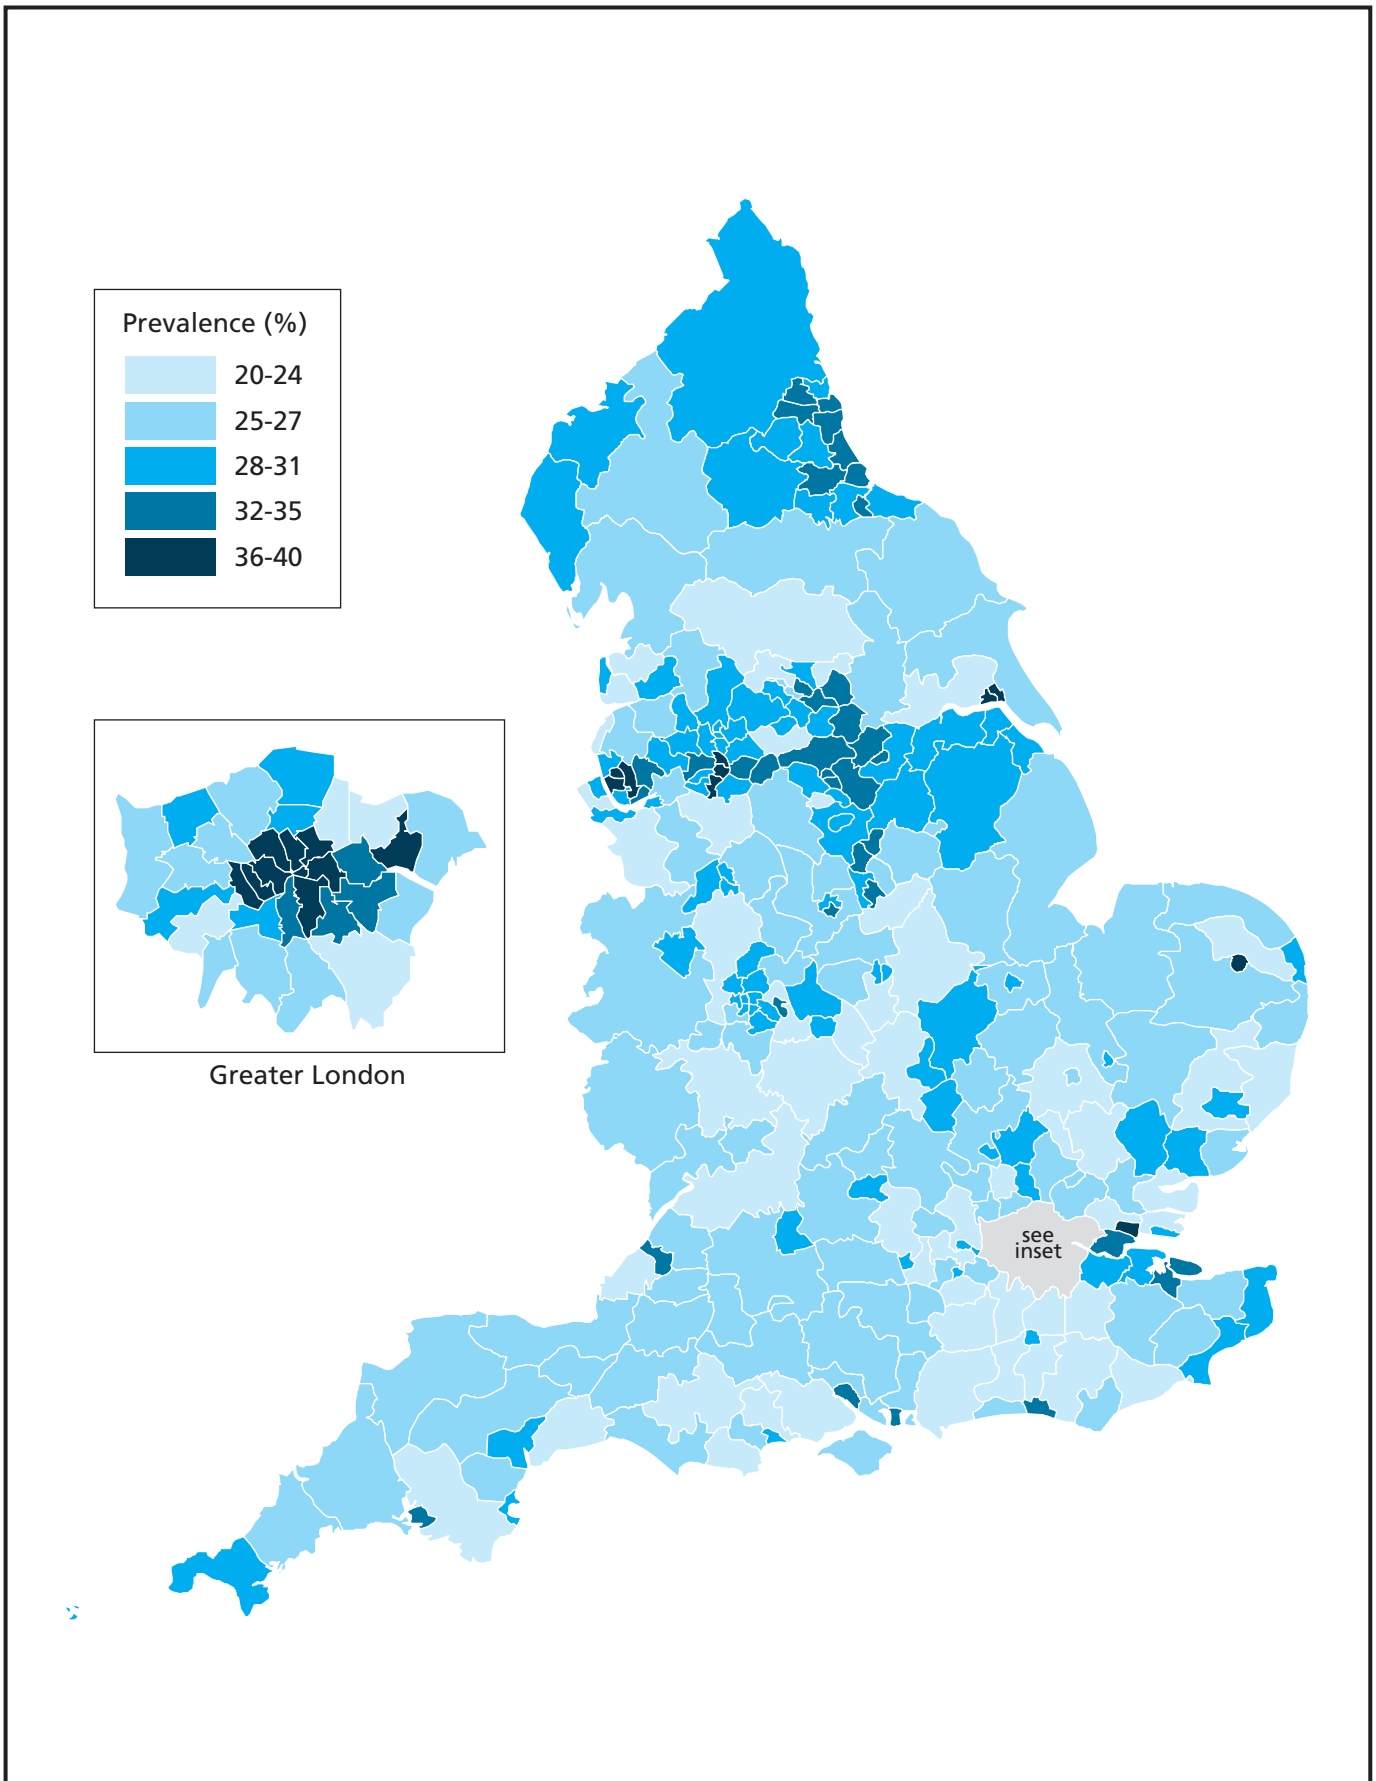 Prevalence (%)
20-24
25-27
28-31
32-35
36-40
Greater London
see
inset